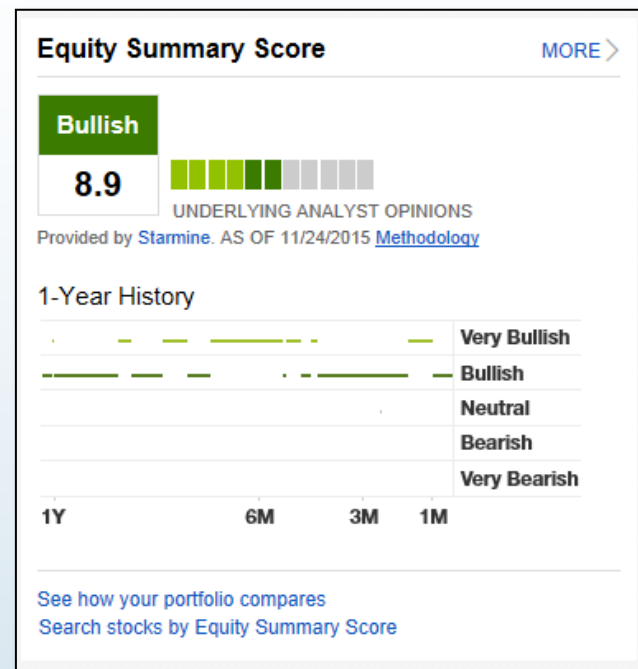 Equity Summary Score
MORE
Bullish
8.9
UNDERLYING ANALYST OPINIONS
Provided by Starmine. AS OF 11/24/2015 Methodology
1-Year History
Very Bullish
Bullish
Neutral
Bearish
Very Bearish
1Y 6M 3M 1M
See how your portfolio compares
Search stocks by Equity Summary Score